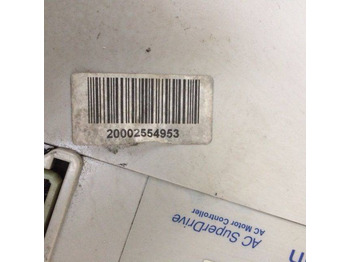 20002554953
AC SuperDrive
AC Motor Controller